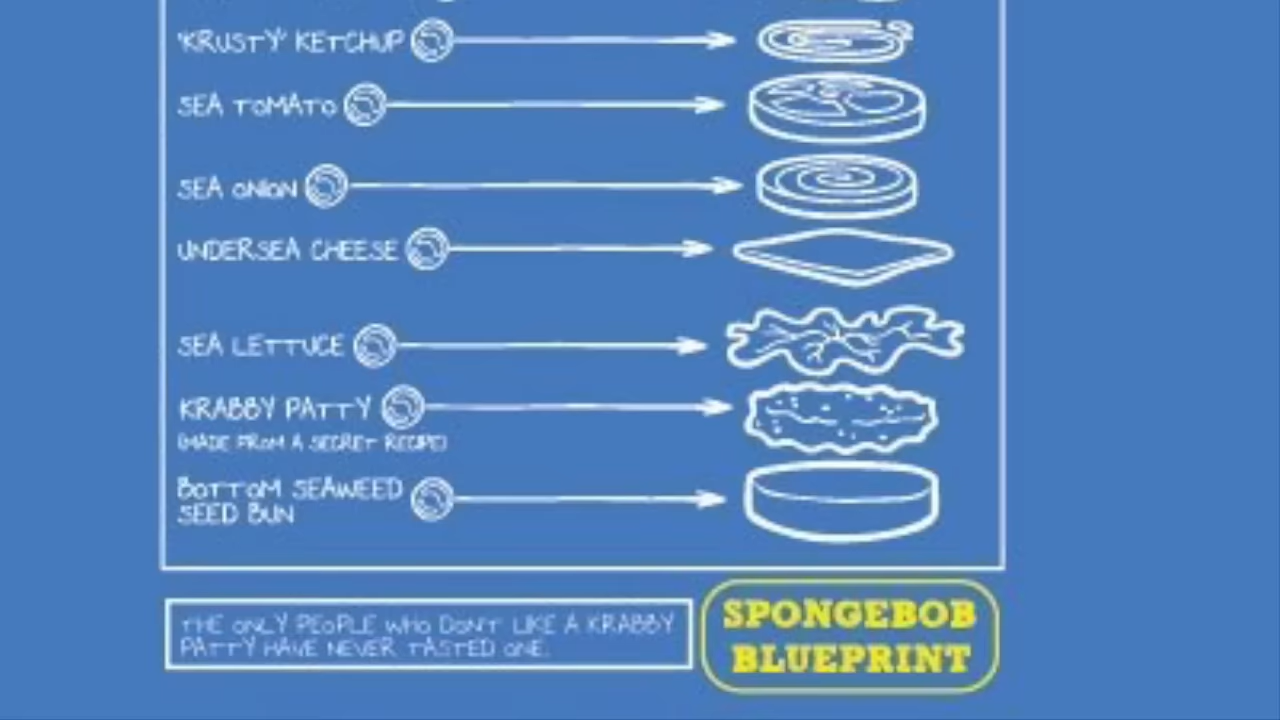 'KRUSTY' KETCHUP
SEA TOMATO
SEA ONION
UNDERSEA CHEESE
SEA LETTUCE
KRABBY PATTY
(MADE FROM A SECRET RECIPE)
BOTTOM SEAWEED
SEED BUN
THE ONLY PEOPLE WHO DON'T LIKE A KRABBY
PATTY HAVE NEVER TASTED ONE.
SPONGEBOB
BLUEPRINT